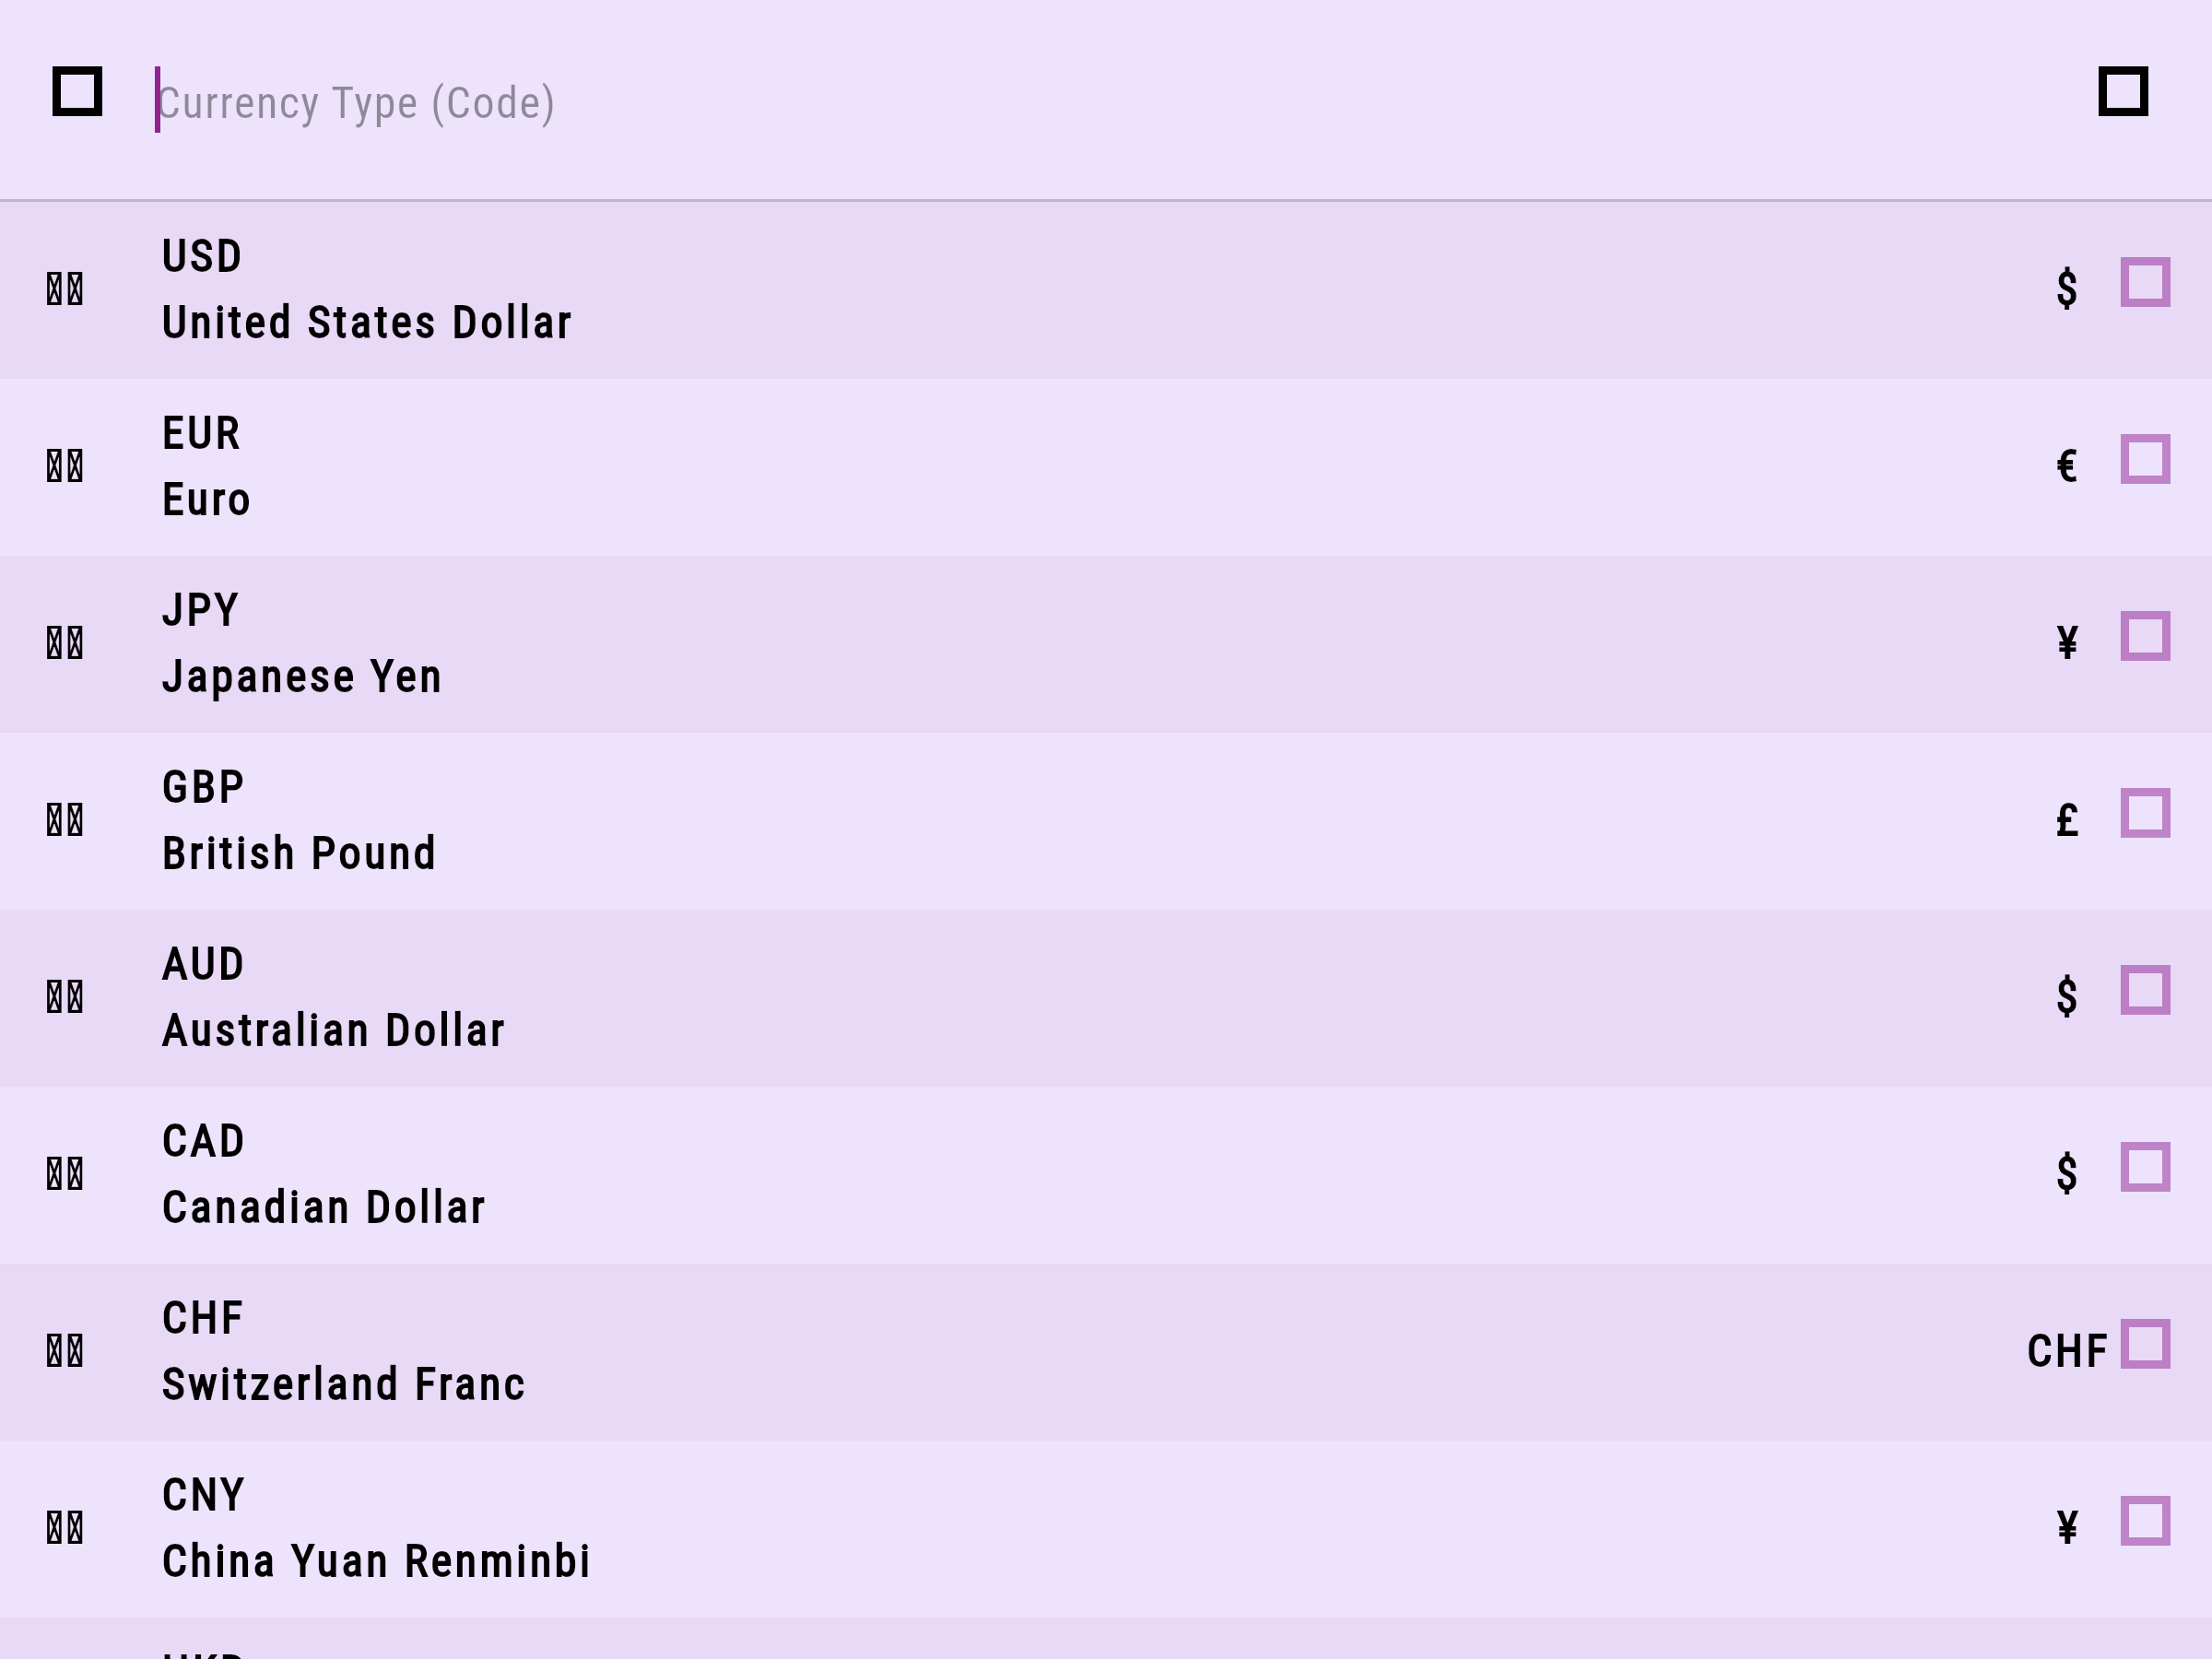 Currency Type (Code)
USD
United States Dollar
$
EUR
Euro
€
JPY
Japanese Yen
¥
GBP
British Pound
£
AUD
Australian Dollar
$
CAD
Canadian Dollar
$
CHF
Switzerland Franc
CHF
CNY
China Yuan Renminbi
¥